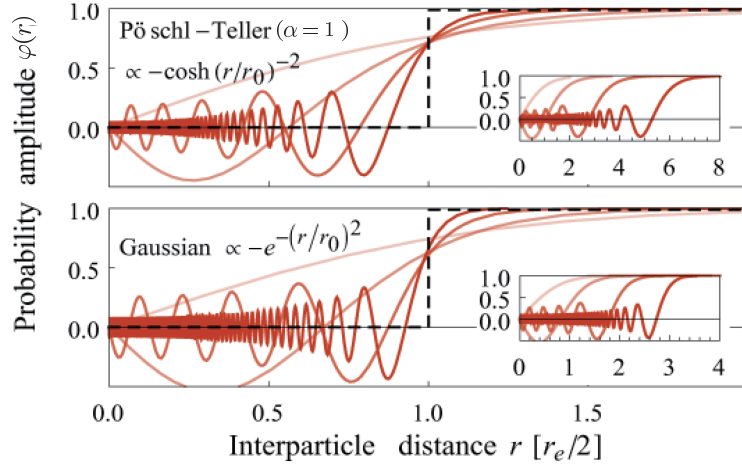 Probability amplitude φ(r)
1.0
0.5
0.0
Pöschl–Teller (α = 1)
∝ –cosh (r/r₀)⁻²
1.0
0.5
0.0
0 2 4 6 8
1.0
0.5
0.0
Gaussian ∝ –e^–(r/r₀)²
1.0
0.5
0.0
0 1 2 3 4
0.0 0.5 1.0 1.5
Interparticle distance r [rₑ/2]